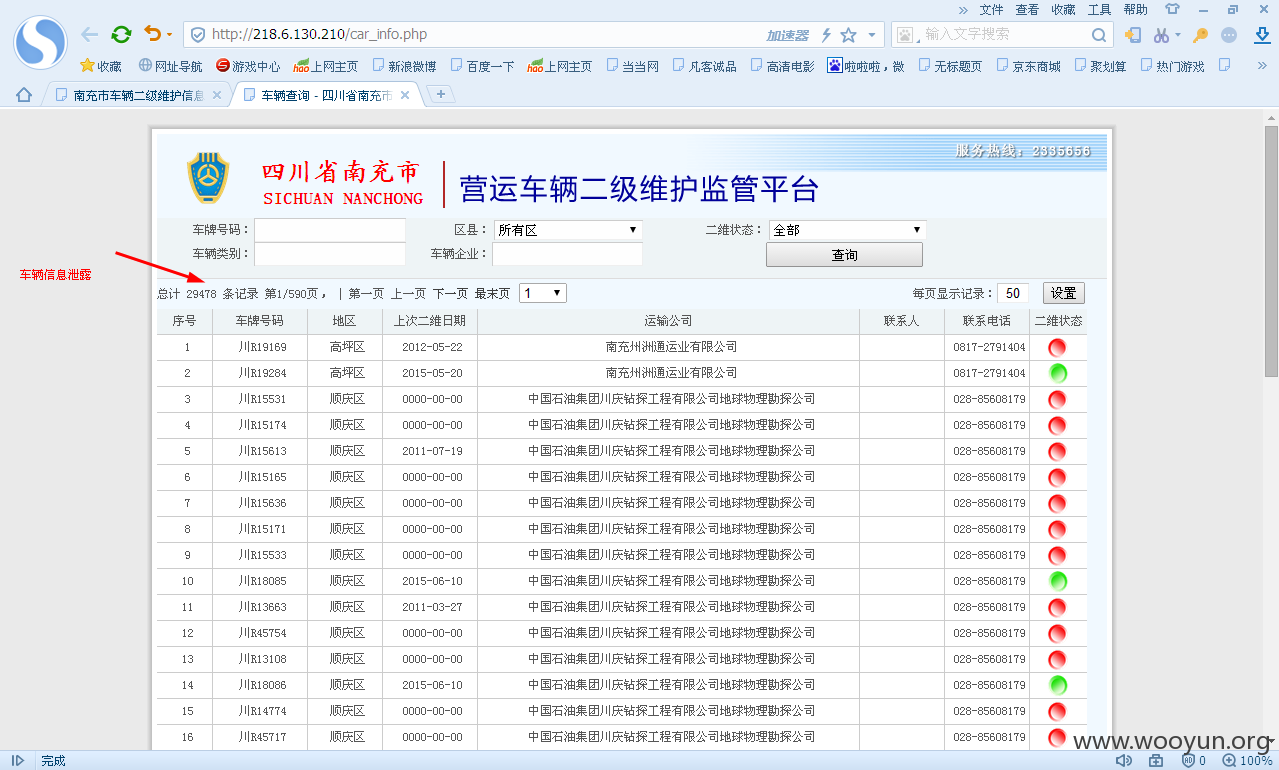 » 文件 查看 收藏 工具 帮助
http://218.6.130.210/car_info.php 加速器 输入文字搜索
收藏 网址导航 游戏中心 hao上网主页 新浪微博 百度一下 hao上网主页 当当网 凡客诚品 高清电影 啦啦啦，微 无标题页 京东商城 聚划算 热门游戏 »
南充市车辆二级维护信息 × 车辆查询 - 四川省南充市 × +
服务热线：2335656
四川省南充市
SICHUAN NANCHONG
营运车辆二级维护监管平台
车牌号码： 区县： 所有区 二维状态： 全部
车辆类别： 车辆企业： 查询
车辆信息泄露
总计 29478 条记录 第1/590页， | 第一页 上一页 下一页 最末页 1 每页显示记录： 50 设置
序号 车牌号码 地区 上次二维日期 运输公司 联系人 联系电话 二维状态
1 川R19169 高坪区 2012-05-22 南充州洲通运业有限公司 0817-2791404
2 川R19284 高坪区 2015-05-20 南充州洲通运业有限公司 0817-2791404
3 川R15531 顺庆区 0000-00-00 中国石油集团川庆钻探工程有限公司地球物理勘探公司 028-85608179
4 川R15174 顺庆区 0000-00-00 中国石油集团川庆钻探工程有限公司地球物理勘探公司 028-85608179
5 川R15613 顺庆区 2011-07-19 中国石油集团川庆钻探工程有限公司地球物理勘探公司 028-85608179
6 川R15165 顺庆区 0000-00-00 中国石油集团川庆钻探工程有限公司地球物理勘探公司 028-85608179
7 川R15636 顺庆区 0000-00-00 中国石油集团川庆钻探工程有限公司地球物理勘探公司 028-85608179
8 川R15171 顺庆区 0000-00-00 中国石油集团川庆钻探工程有限公司地球物理勘探公司 028-85608179
9 川R15533 顺庆区 0000-00-00 中国石油集团川庆钻探工程有限公司地球物理勘探公司 028-85608179
10 川R18085 顺庆区 2015-06-10 中国石油集团川庆钻探工程有限公司地球物理勘探公司 028-85608179
11 川R13663 顺庆区 2011-03-27 中国石油集团川庆钻探工程有限公司地球物理勘探公司 028-85608179
12 川R45754 顺庆区 0000-00-00 中国石油集团川庆钻探工程有限公司地球物理勘探公司 028-85608179
13 川R13108 顺庆区 0000-00-00 中国石油集团川庆钻探工程有限公司地球物理勘探公司 028-85608179
14 川R18086 顺庆区 2015-06-10 中国石油集团川庆钻探工程有限公司地球物理勘探公司 028-85608179
15 川R14774 顺庆区 0000-00-00 中国石油集团川庆钻探工程有限公司地球物理勘探公司 028-85608179
16 川R45717 顺庆区 0000-00-00 中国石油集团川庆钻探工程有限公司地球物理勘探公司 028-85608179
www.wooyun.org
完成 0 100%